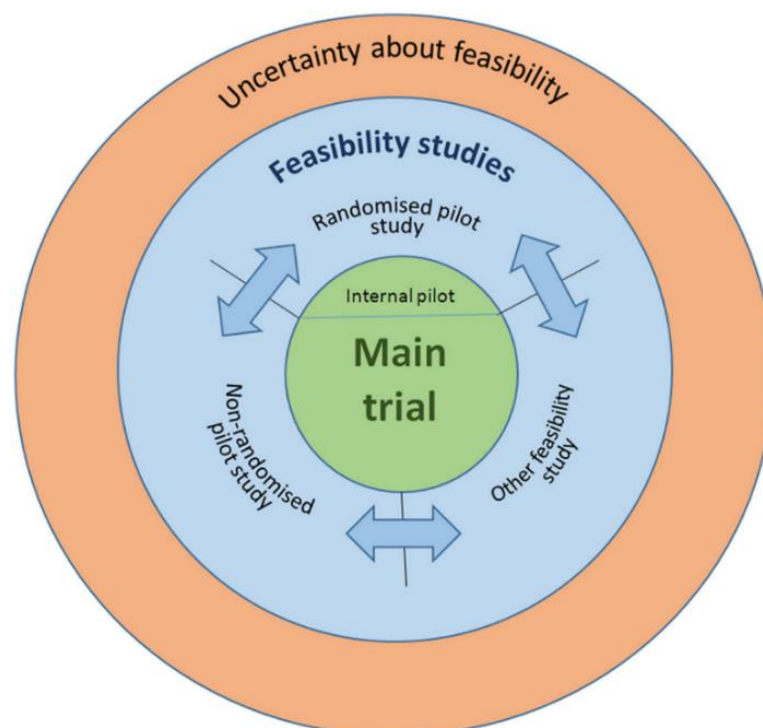 Uncertainty about feasibility
Feasibility studies
Randomised pilot
study
Internal pilot
Main
trial
Non-randomised
pilot study
Other feasibility
study